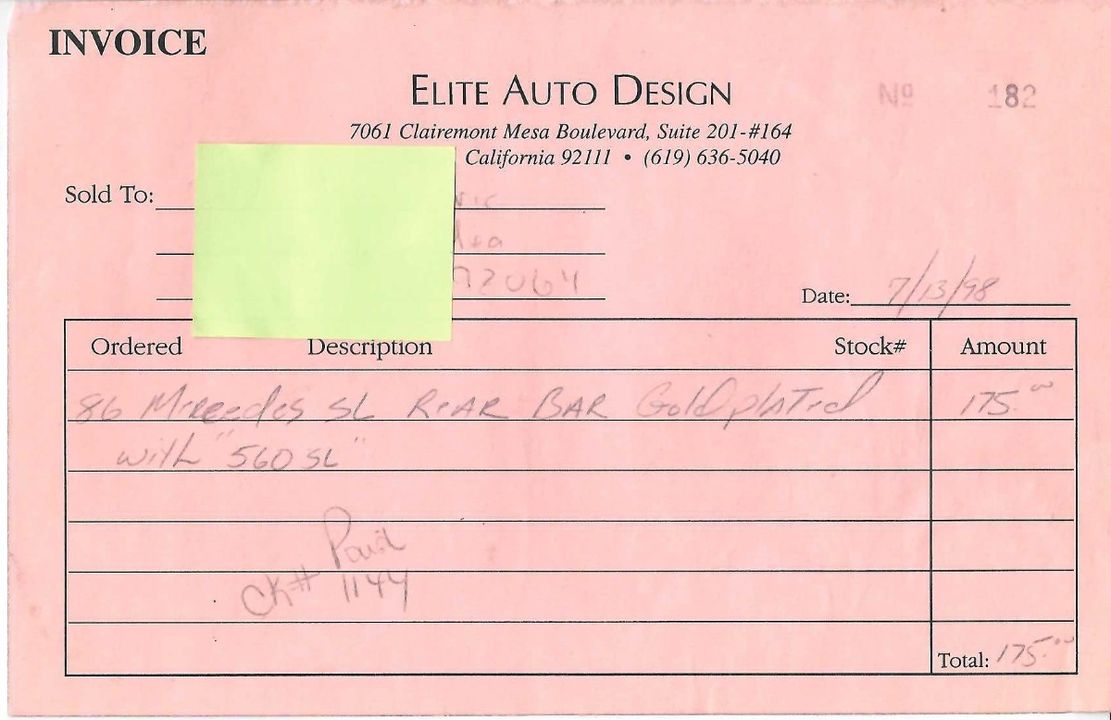 INVOICE
ELITE AUTO DESIGN
Nº 182
7061 Clairemont Mesa Boulevard, Suite 201-#164
California 92111 • (619) 636-5040
Sold To:
92064
Date: 7/13/98
Ordered Description Stock# Amount
86 Mercedes SL REAR BAR Gold plated 175.00
with "560 SL"
Paid
CK# 1144
Total: 175.00